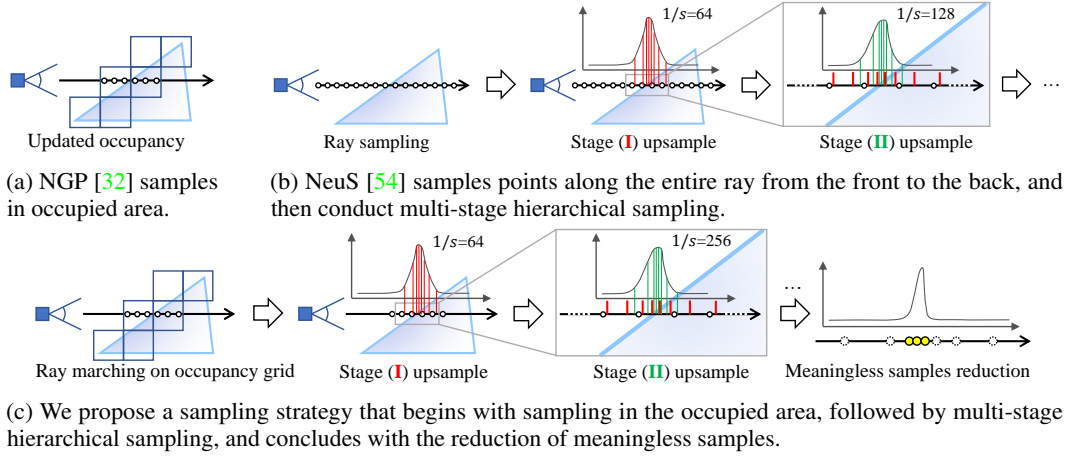 1/s=64
1/s=128
...
Updated occupancy
Ray sampling
Stage (I) upsample
Stage (II) upsample
(a) NGP [32] samples
in occupied area.
(b) NeuS [54] samples points along the entire ray from the front to the back, and
then conduct multi-stage hierarchical sampling.
1/s=64
1/s=256
...
Ray marching on occupancy grid
Stage (I) upsample
Stage (II) upsample
Meaningless samples reduction
(c) We propose a sampling strategy that begins with sampling in the occupied area, followed by multi-stage
hierarchical sampling, and concludes with the reduction of meaningless samples.